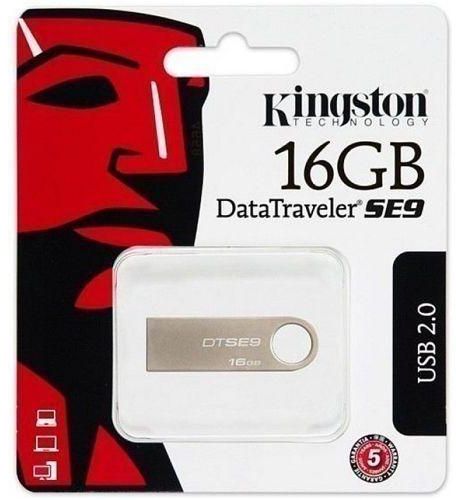 Kingston®
TECHNOLOGY
16GB
DataTraveler® SE9
DTSE9
16GB
USB 2.0
5